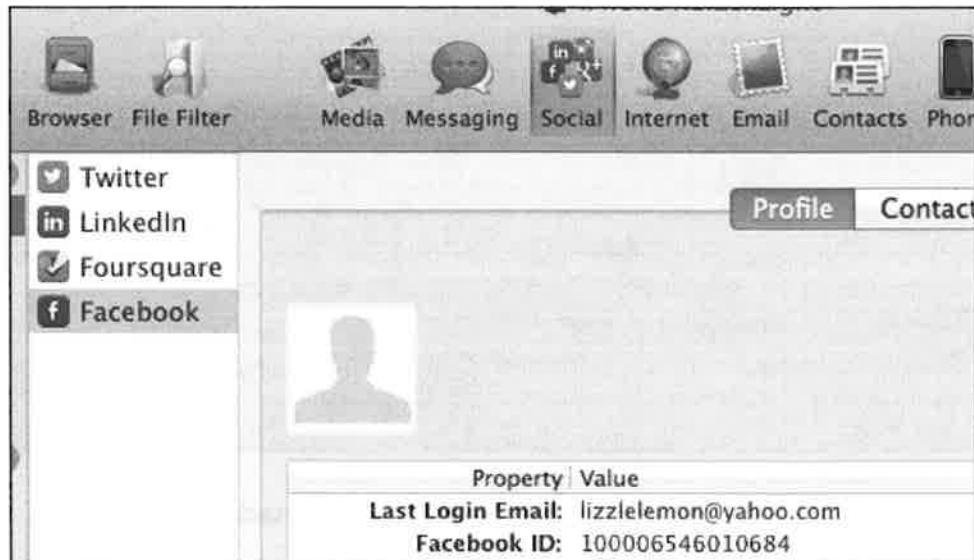 Browser File Filter Media Messaging Social Internet Email Contacts
Twitter
LinkedIn
Foursquare
Facebook
Profile
Property Value
Last Login Email: lizzlelemon@yahoo.com
Facebook ID: 100006546010684